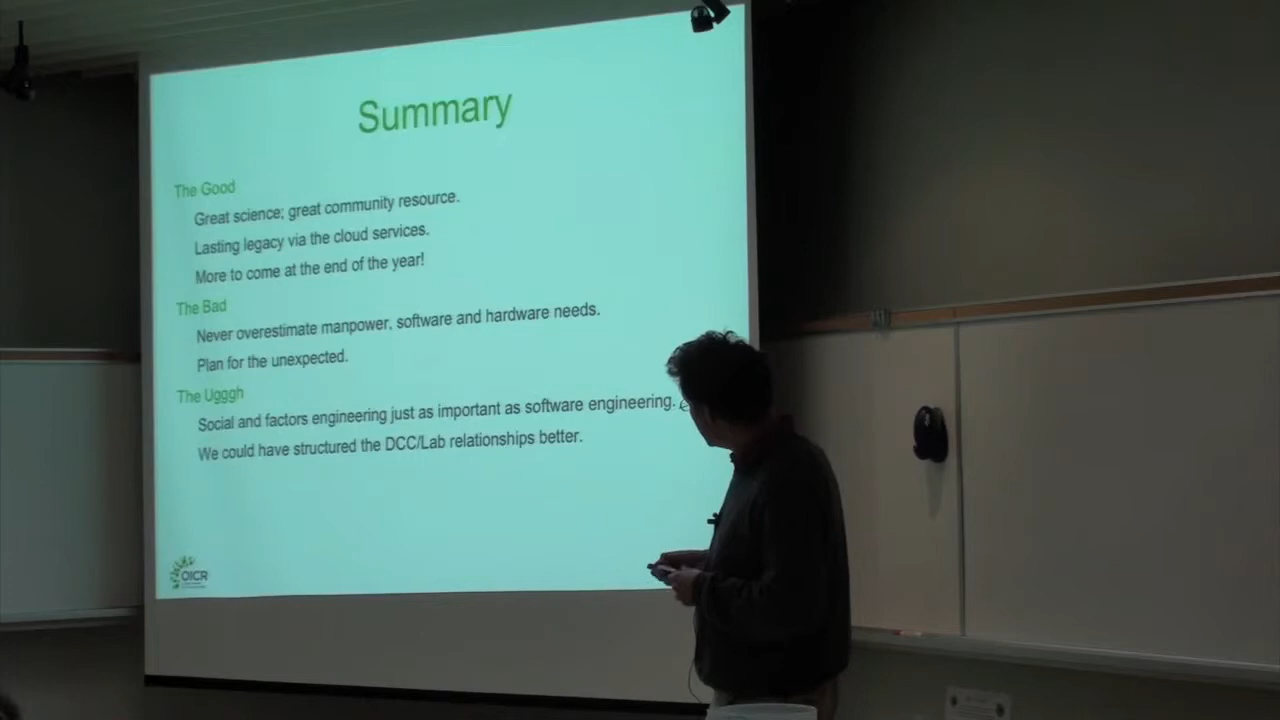 Summary
The Good
Great science; great community resource.
Lasting legacy via the cloud services.
More to come at the end of the year!
The Bad
Never overestimate manpower, software and hardware needs.
Plan for the unexpected.
The Ugggh
Social and factors engineering just as important as software engineering.
We could have structured the DCC/Lab relationships better.
OICR